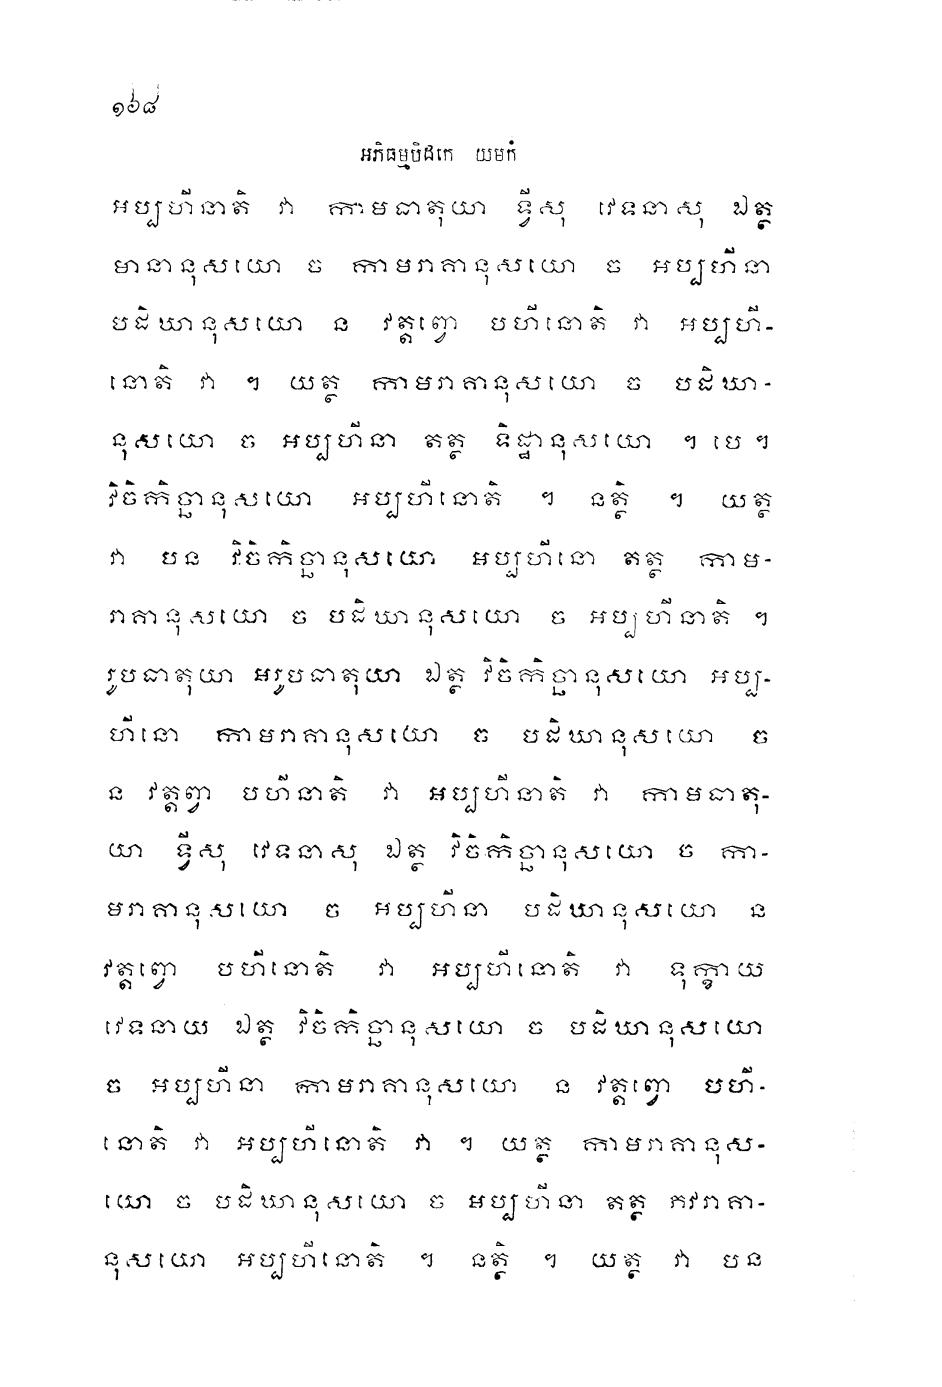 ១៦៨
អភិធម្មបិដកេ យមកំ
អប្បហីនាតិ វា កាមធាតុយា ទ្វីសុ វេទនាសុ ឯត្ថ
មានានុសយោ ច កាមរាគានុសយោ ច អប្បហីនា
បដិឃានុសយោ ន វត្តព្វោ បហីនោតិ វា អប្បហី-
នោតិ វា ។ យត្ថ កាមរាគានុសយោ ច បដិឃា-
នុសយោ ច អប្បហីនា តត្ថ ទិដ្ឋានុសយោ ។ បេ ។
វិចិកិច្ឆានុសយោ អប្បហីនោតិ ។ នត្ថិ ។ យត្ថ
វា បន វិចិកិច្ឆានុសយោ អប្បហីនោ តត្ថ កាម-
រាគានុសយោ ច បដិឃានុសយោ ច អប្បហីនាតិ ។
រូបធាតុយា អរូបធាតុយា ឯត្ថ វិចិកិច្ឆានុសយោ អប្ប-
ហីនោ កាមរាគានុសយោ ច បដិឃានុសយោ ច
ន វត្តព្វា បហីនាតិ វា អប្បហីនាតិ វា កាមធាតុ-
យា ទ្វីសុ វេទនាសុ ឯត្ថ វិចិកិច្ឆានុសយោ ច កា-
មរាគានុសយោ ច អប្បហីនា បដិឃានុសយោ ន
វត្តព្វោ បហីនោតិ វា អប្បហីនោតិ វា ទុក្ខាយ
វេទនាយ ឯត្ថ វិចិកិច្ឆានុសយោ ច បដិឃានុសយោ
ច អប្បហីនា កាមរាគានុសយោ ន វត្តព្វោ បហី-
នោតិ វា អប្បហីនោតិ វា ។ យត្ថ កាមរាគានុស-
យោ ច បដិឃានុសយោ ច អប្បហីនា តត្ថ ភវរាគា-
នុសយោ អប្បហីនោតិ ។ នត្ថិ ។ យត្ថ វា បន